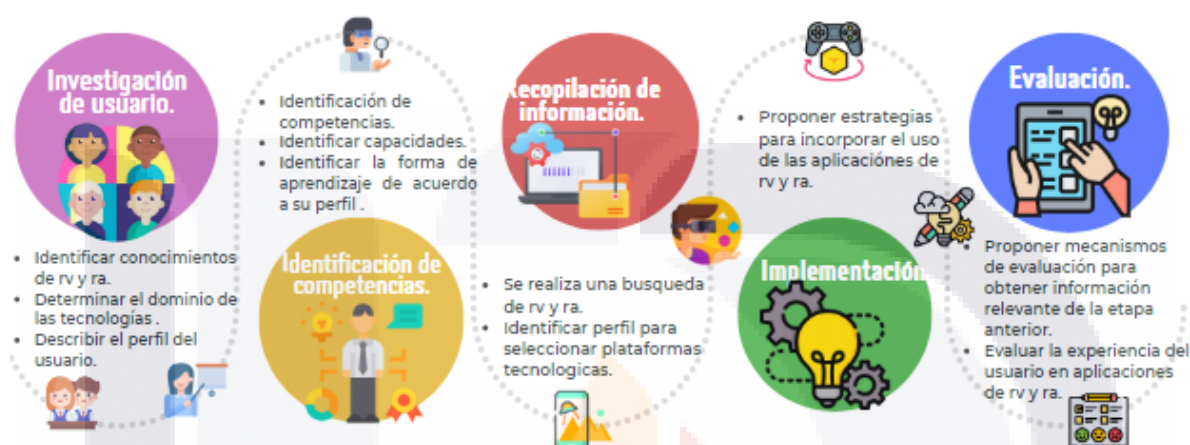 Investigación
de usuario.
• Identificar conocimientos
de rv y ra.
• Determinar el dominio de
las tecnologías .
• Describir el perfil del
usuario.
• Identificación de
competencias.
• Identificar capacidades.
• Identificar la forma de
aprendizaje de acuerdo
a su perfil .
Identificación de
competencias.
Recopilación de
información.
• Se realiza una busqueda
de rv y ra.
• Identificar perfil para
seleccionar plataformas
tecnologicas.
• Proponer estrategias
para incorporar el uso
de las aplicaciónes de
rv y ra.
Implementación.
Evaluación.
• Proponer mecanismos
de evaluación para
obtener información
relevante de la etapa
anterior.
• Evaluar la experiencia del
usuario en aplicaciones
de rv y ra.